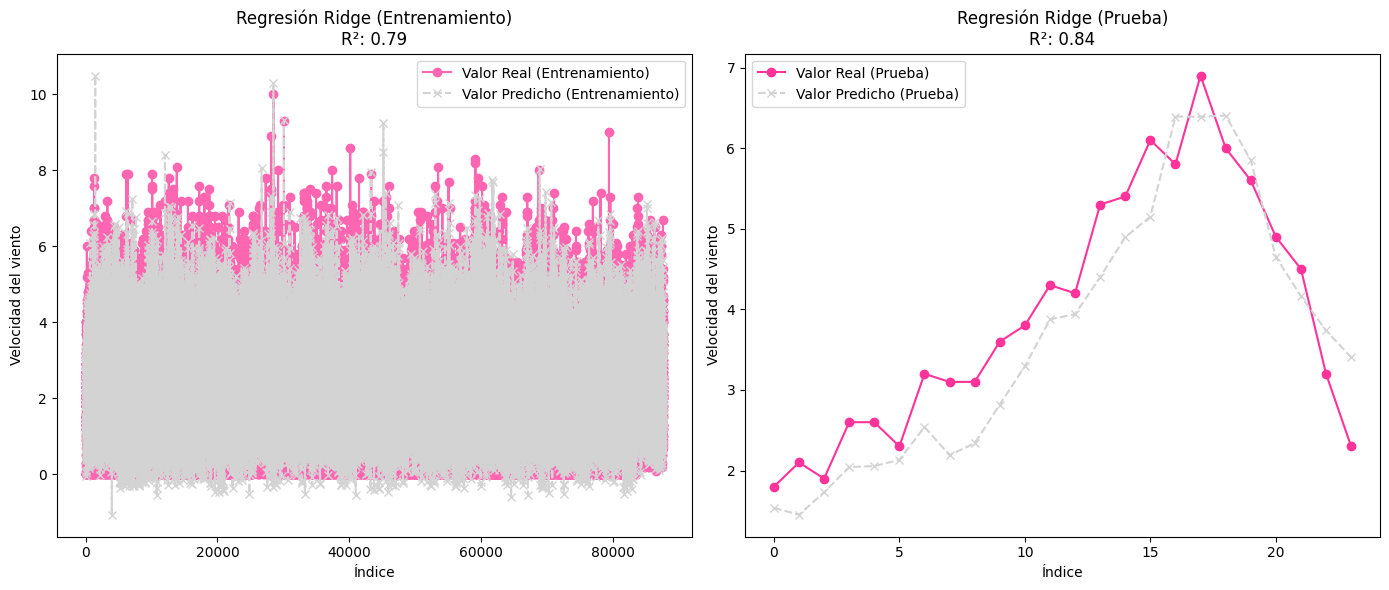 Regresión Ridge (Entrenamiento)
R²: 0.79
Valor Real (Entrenamiento)
Valor Predicho (Entrenamiento)
Velocidad del viento
10
8
6
4
2
0
0
20000
40000
60000
80000
Índice
Regresión Ridge (Prueba)
R²: 0.84
Valor Real (Prueba)
Valor Predicho (Prueba)
Velocidad del viento
7
6
5
4
3
2
0
5
10
15
20
Índice